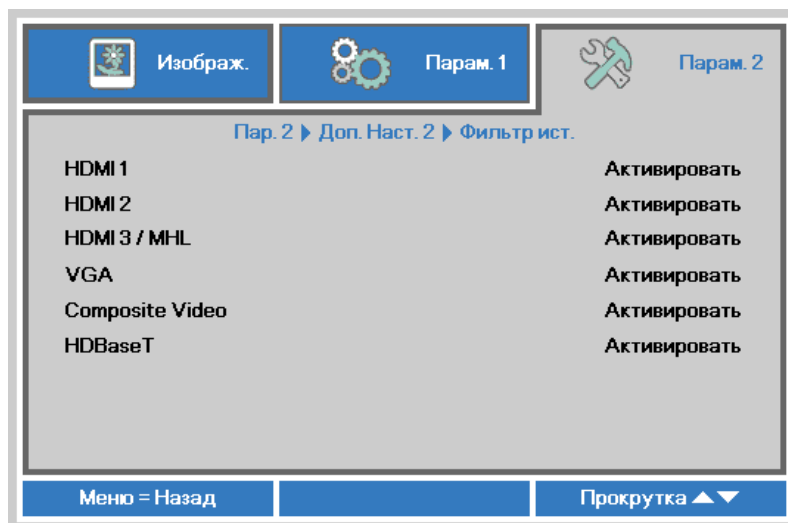 Изображ. Парам. 1 Парам. 2
Пар. 2 ▶ Доп. Наст. 2 ▶ Фильтр ист.
HDMI 1 Активировать
HDMI 2 Активировать
HDMI 3 / MHL Активировать
VGA Активировать
Composite Video Активировать
HDBaseT Активировать
Меню = Назад Прокрутка ▲▼